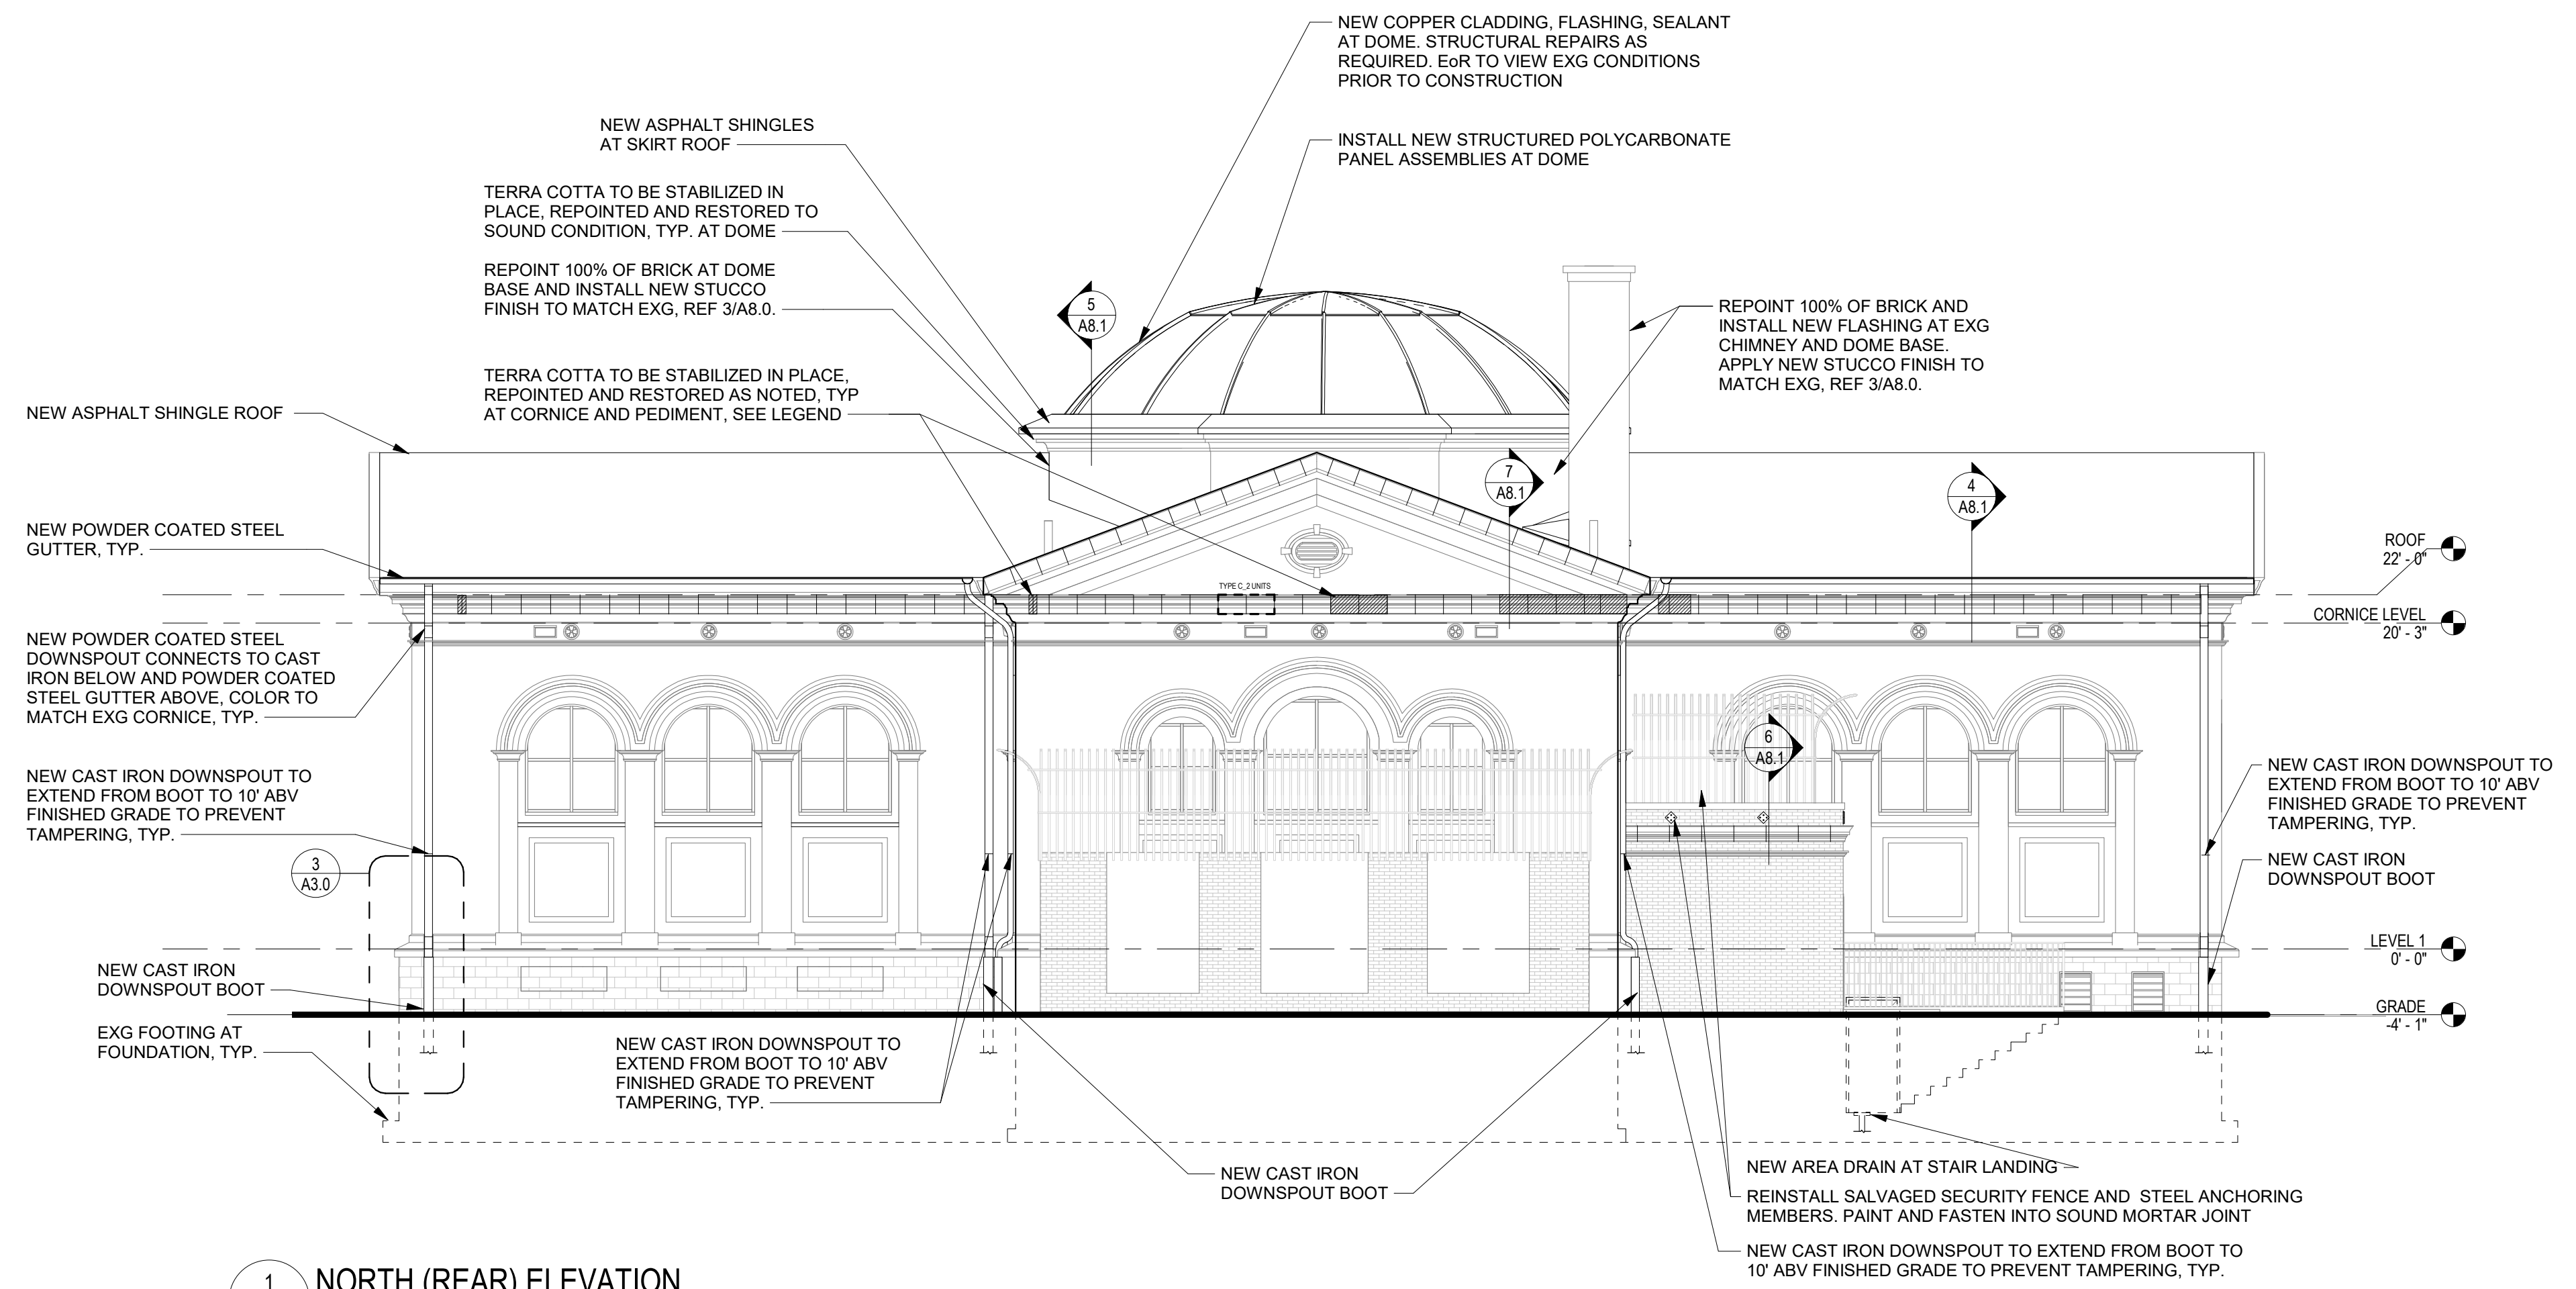 NEW COPPER CLADDING, FLASHING, SEALANT
AT DOME. STRUCTURAL REPAIRS AS
REQUIRED. EoR TO VIEW EXG CONDITIONS
PRIOR TO CONSTRUCTION
NEW ASPHALT SHINGLES
AT SKIRT ROOF
INSTALL NEW STRUCTURED POLYCARBONATE
PANEL ASSEMBLIES AT DOME
TERRA COTTA TO BE STABILIZED IN
PLACE, REPOINTED AND RESTORED TO
SOUND CONDITION, TYP. AT DOME
REPOINT 100% OF BRICK AT DOME
BASE AND INSTALL NEW STUCCO
FINISH TO MATCH EXG, REF 3/A8.0.
5
A8.1
REPOINT 100% OF BRICK AND
INSTALL NEW FLASHING AT EXG
CHIMNEY AND DOME BASE.
APPLY NEW STUCCO FINISH TO
MATCH EXG, REF 3/A8.0.
TERRA COTTA TO BE STABILIZED IN PLACE,
REPOINTED AND RESTORED AS NOTED, TYP
AT CORNICE AND PEDIMENT, SEE LEGEND
NEW ASPHALT SHINGLE ROOF
7
A8.1
4
A8.1
NEW POWDER COATED STEEL
GUTTER, TYP.
ROOF
22' - 0"
TYPE C_2 UNITS
CORNICE LEVEL
20' - 3"
NEW POWDER COATED STEEL
DOWNSPOUT CONNECTS TO CAST
IRON BELOW AND POWDER COATED
STEEL GUTTER ABOVE, COLOR TO
MATCH EXG CORNICE, TYP.
6
A8.1
NEW CAST IRON DOWNSPOUT TO
EXTEND FROM BOOT TO 10' ABV
FINISHED GRADE TO PREVENT
TAMPERING, TYP.
NEW CAST IRON DOWNSPOUT TO
EXTEND FROM BOOT TO 10' ABV
FINISHED GRADE TO PREVENT
TAMPERING, TYP.
3
A3.0
NEW CAST IRON
DOWNSPOUT BOOT
LEVEL 1
0' - 0"
NEW CAST IRON
DOWNSPOUT BOOT
GRADE
-4' - 1"
EXG FOOTING AT
FOUNDATION, TYP.
NEW CAST IRON DOWNSPOUT TO
EXTEND FROM BOOT TO 10' ABV
FINISHED GRADE TO PREVENT
TAMPERING, TYP.
NEW CAST IRON
DOWNSPOUT BOOT
NEW AREA DRAIN AT STAIR LANDING
REINSTALL SALVAGED SECURITY FENCE AND STEEL ANCHORING
MEMBERS. PAINT AND FASTEN INTO SOUND MORTAR JOINT
NEW CAST IRON DOWNSPOUT TO EXTEND FROM BOOT TO
10' ABV FINISHED GRADE TO PREVENT TAMPERING, TYP.
1
NORTH (REAR) ELEVATION